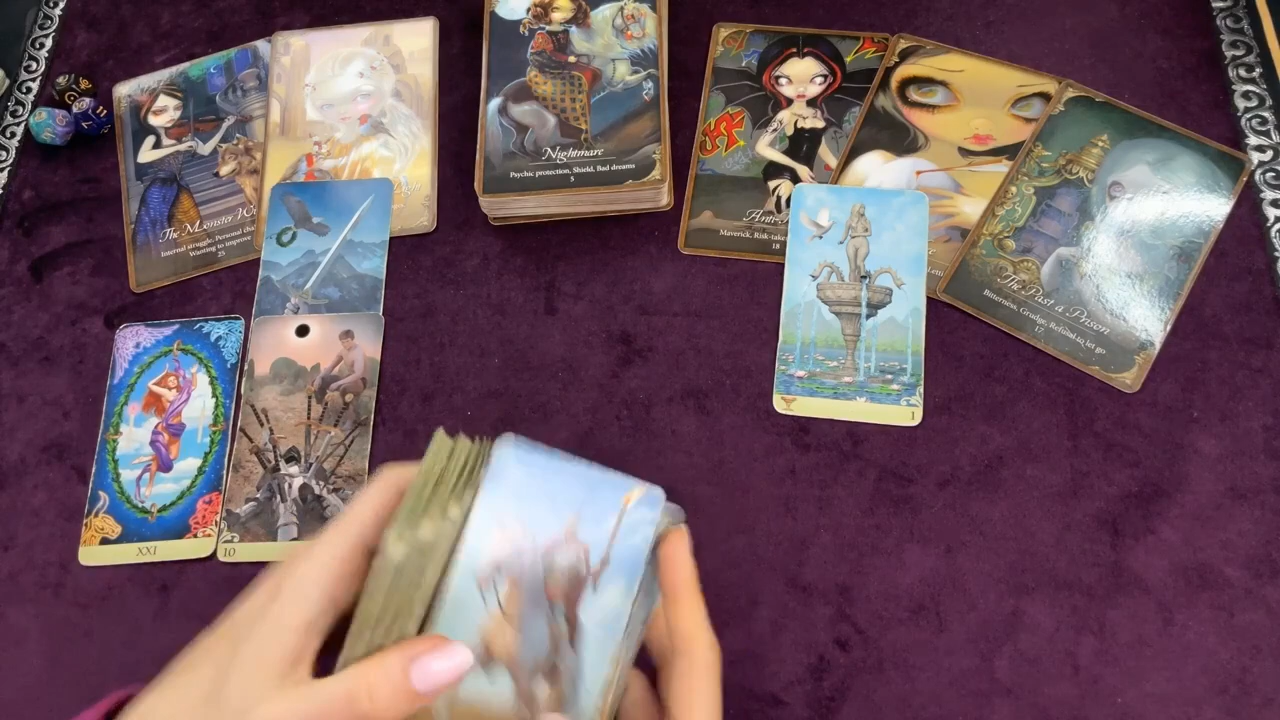 The Monster
Internal struggle, Personal
Wanting to improve
25
Nightmare
Psychic protection, Shield, Bad dreams
5
Maverick, Risk-take
18
The Past a Prison
Bitterness, Grudge, Refusal to let go
17
1
XXI
10